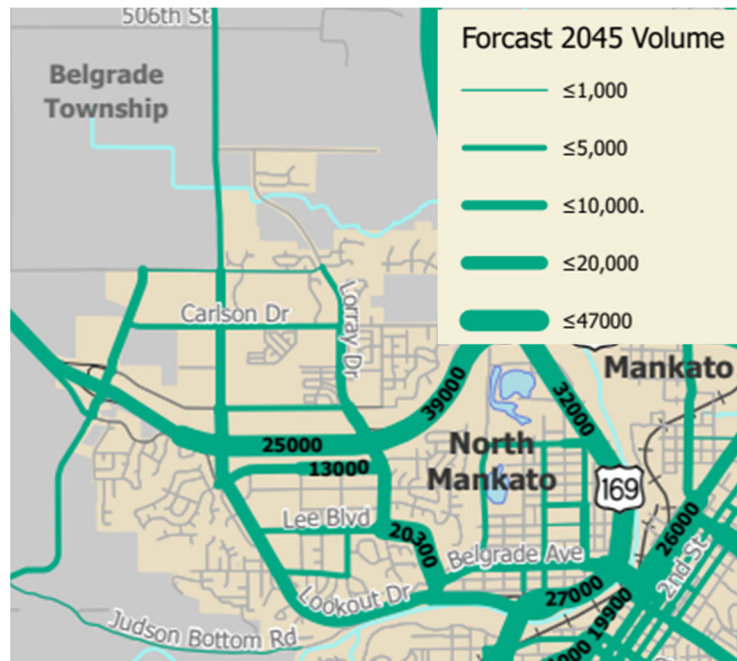 506th St
Belgrade
Township
Forcast 2045 Volume
≤1,000
≤5,000
≤10,000.
≤20,000
≤47000
Carlson Dr
Lorray Dr
Mankato
39000
32000
25000
North
Mankato
13000
169
Lee Blvd
20300
26000
Belgrade Ave
2nd St
Lookout Dr
27000
19900
Judson Bottom Rd